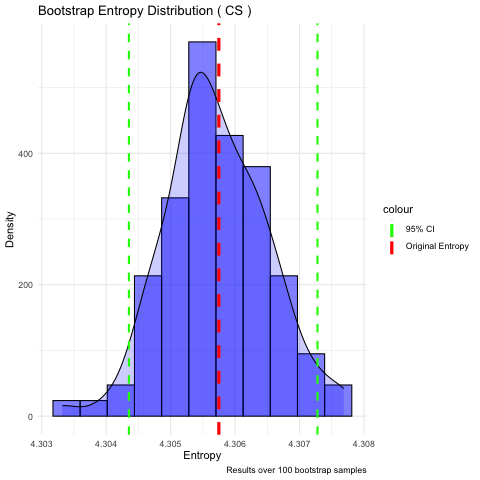 Bootstrap Entropy Distribution ( CS )
Density
400
200
0
4.303 4.304 4.305 4.306 4.307 4.308
Entropy
colour
95% CI
Original Entropy
Results over 100 bootstrap samples